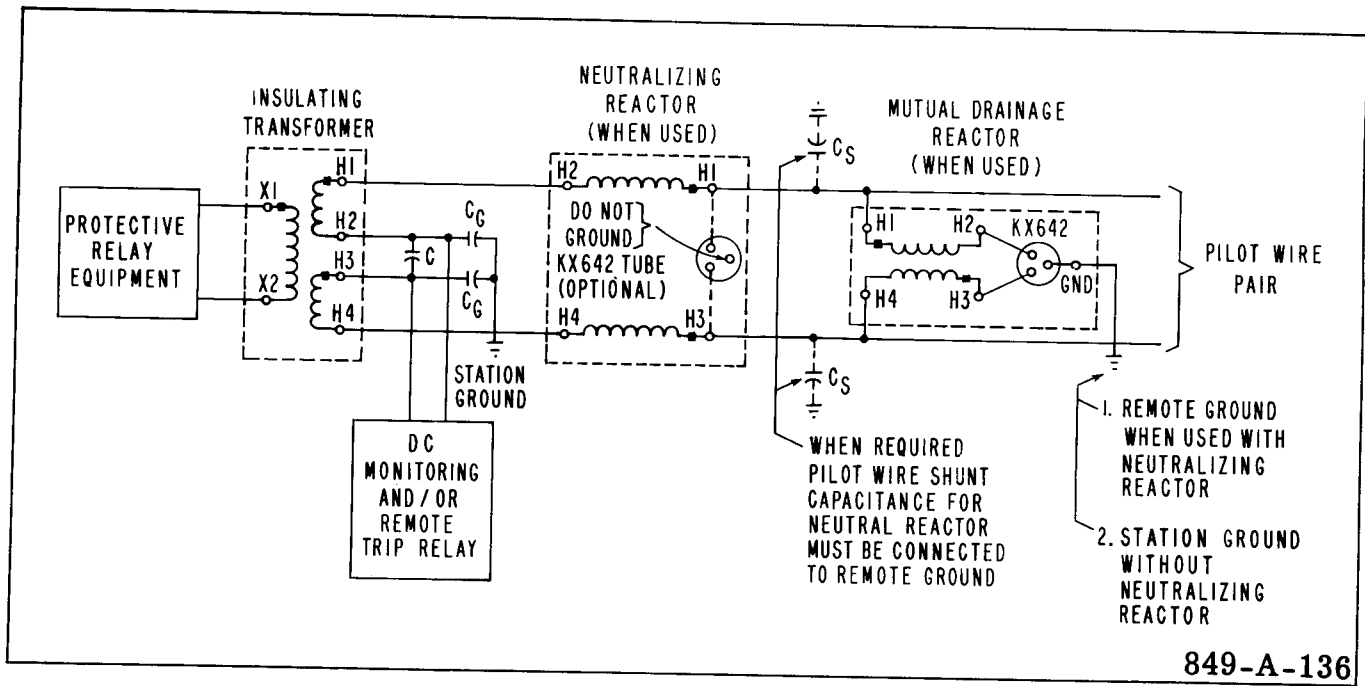 INSULATING
TRANSFORMER
NEUTRALIZING
REACTOR
(WHEN USED)
MUTUAL DRAINAGE
REACTOR
(WHEN USED)
PROTECTIVE
RELAY
EQUIPMENT
X1
X2
H1
H2
H3
H4
C
CG
CG
STATION
GROUND
DC
MONITORING
AND/OR
REMOTE
TRIP RELAY
H2
H1
DO NOT
GROUND
KX642 TUBE
(OPTIONAL)
H4
H3
CS
CS
WHEN REQUIRED
PILOT WIRE SHUNT
CAPACITANCE FOR
NEUTRAL REACTOR
MUST BE CONNECTED
TO REMOTE GROUND
H1
H2
KX642
H4
H3
GND
PILOT WIRE
PAIR
1. REMOTE GROUND
WHEN USED WITH
NEUTRALIZING
REACTOR
2. STATION GROUND
WITHOUT
NEUTRALIZING
REACTOR
849-A-136